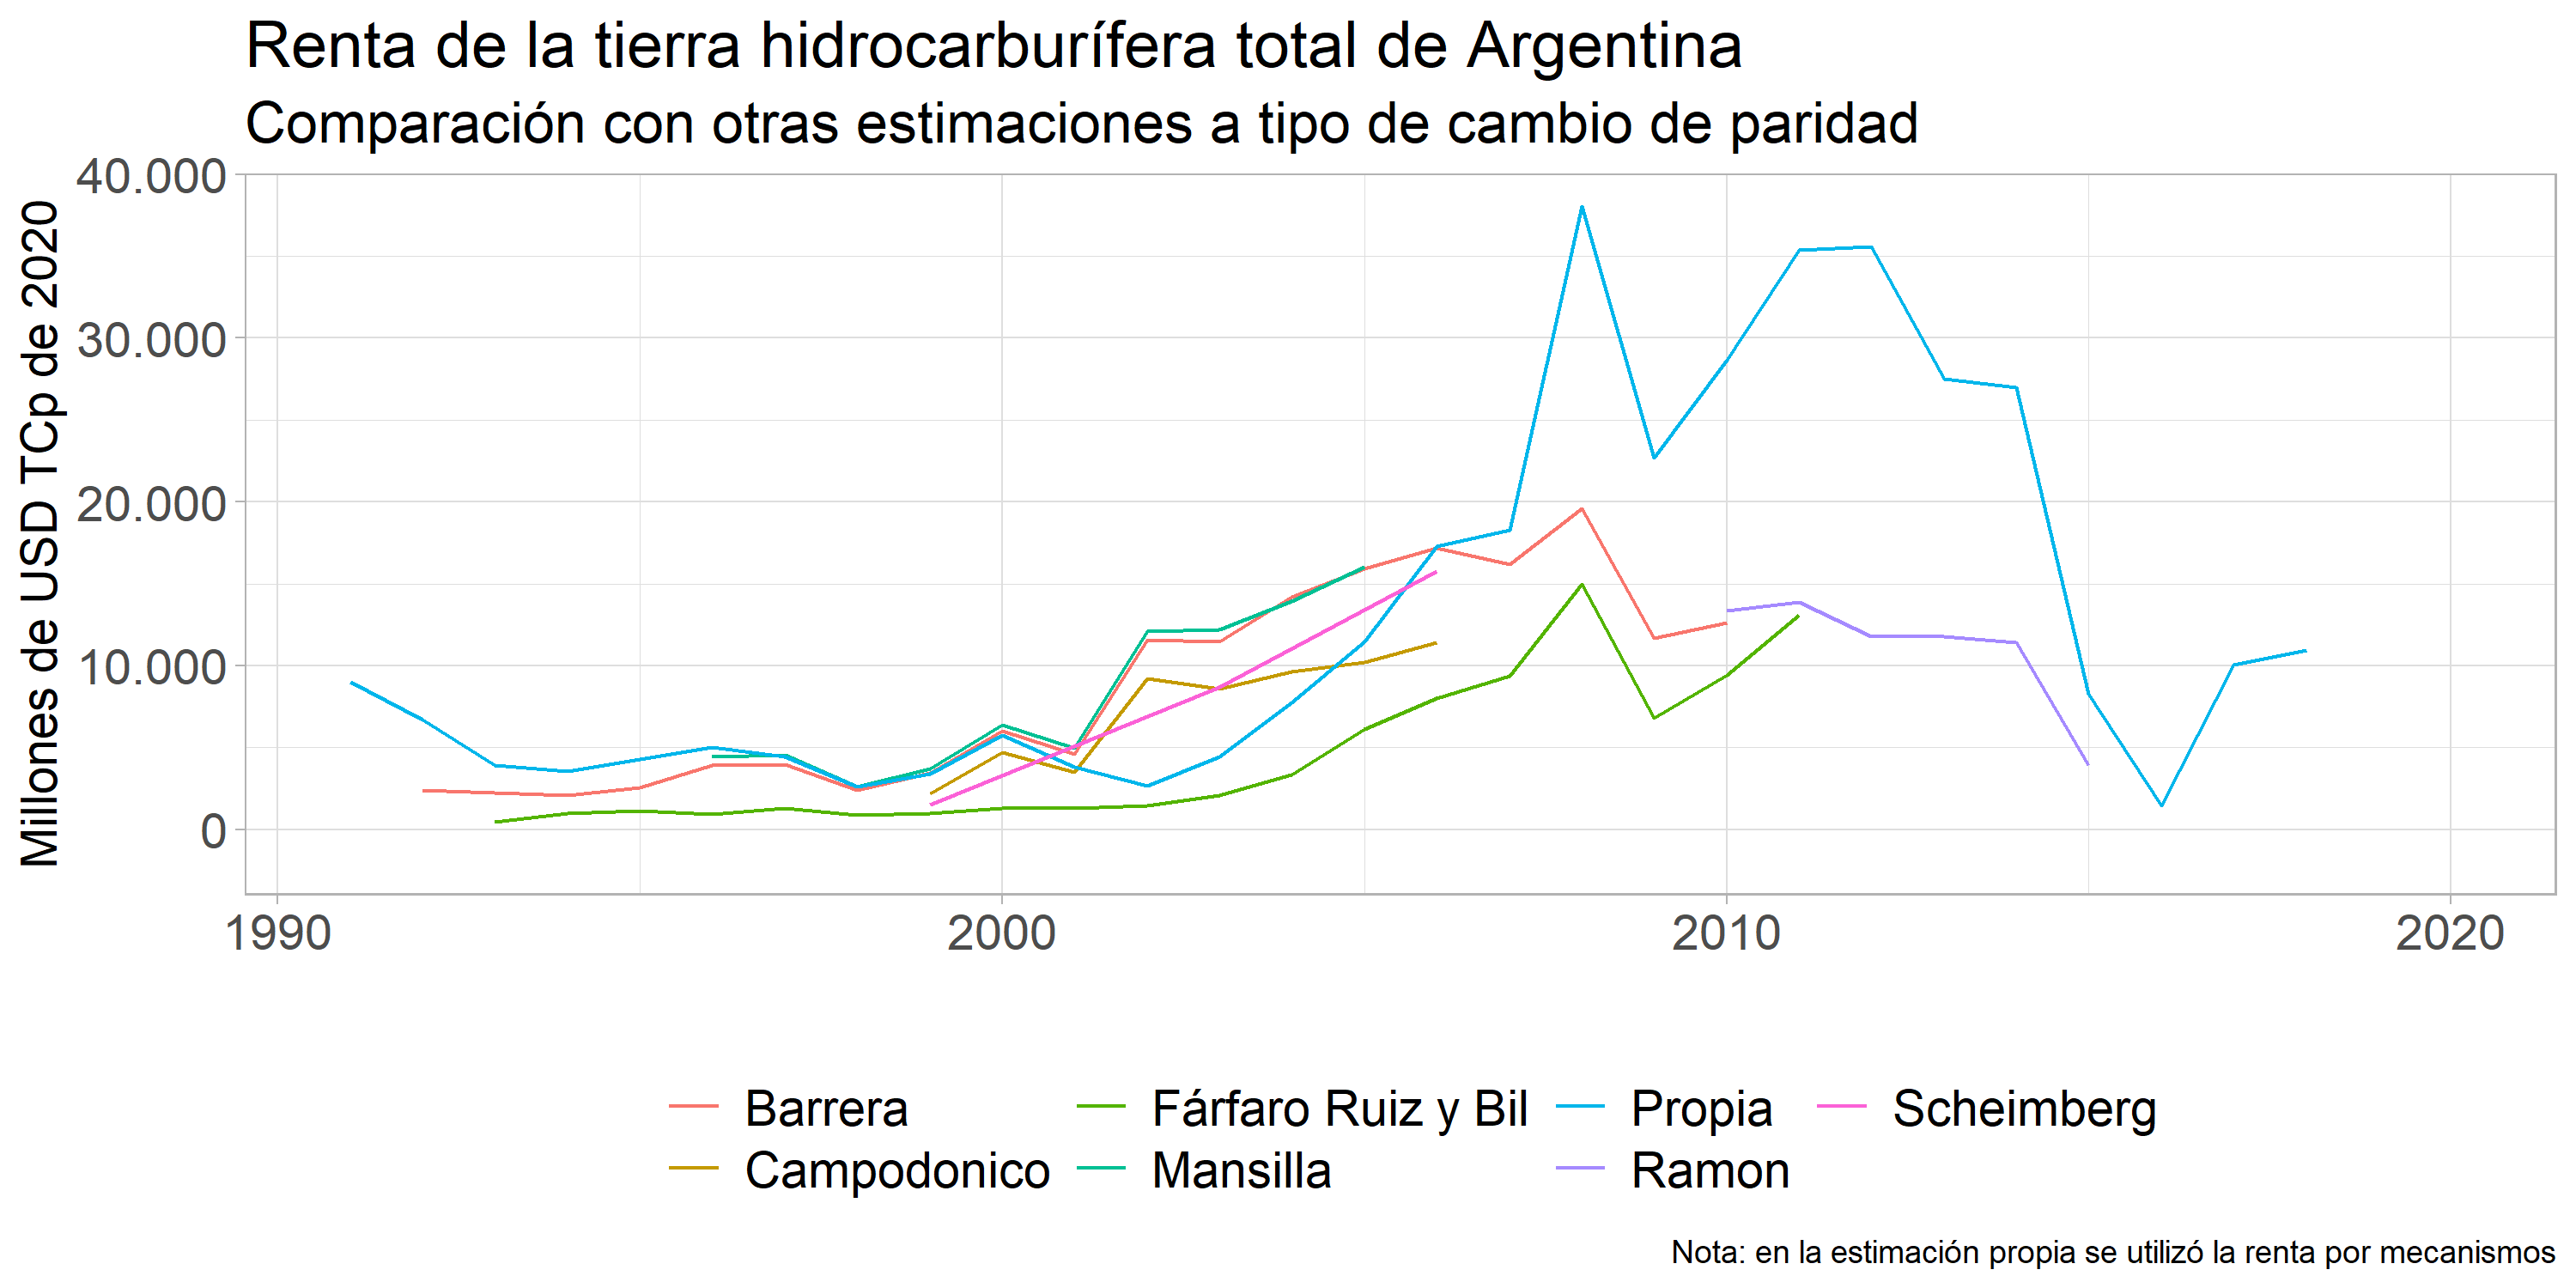 Renta de la tierra hidrocarburífera total de Argentina
Comparación con otras estimaciones a tipo de cambio de paridad
Millones de USD TCp de 2020
40.000
30.000
20.000
10.000
0
1990 2000 2010 2020
Barrera Fárfaro Ruiz y Bil Propia Scheimberg
Campodonico Mansilla Ramon
Nota: en la estimación propia se utilizó la renta por mecanismos